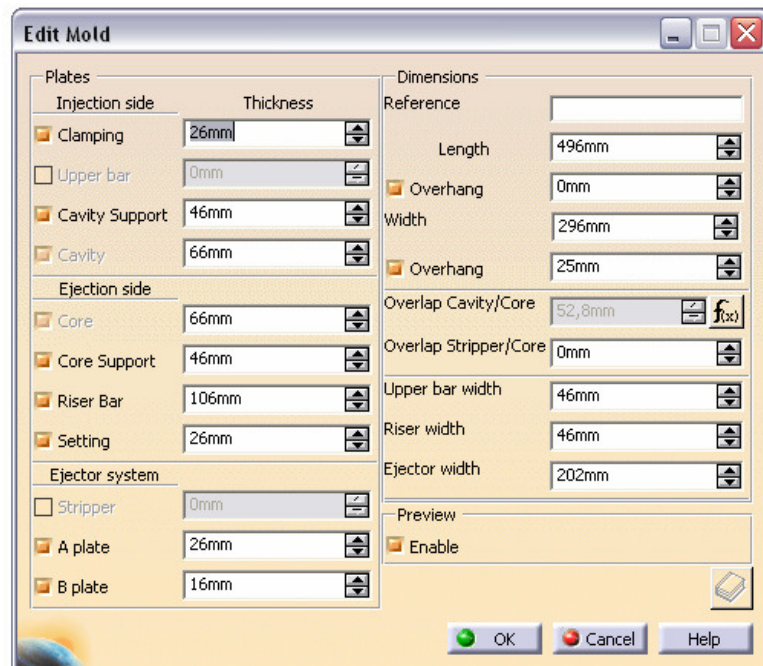 Edit Mold
Plates
Injection side Thickness
Clamping 26mm
Upper bar 0mm
Cavity Support 46mm
Cavity 66mm
Ejection side
Core 66mm
Core Support 46mm
Riser Bar 106mm
Setting 26mm
Ejector system
Stripper 0mm
A plate 26mm
B plate 16mm
Dimensions
Reference
Length 496mm
Overhang 0mm
Width 296mm
Overhang 25mm
Overlap Cavity/Core 52,8mm f(x)
Overlap Stripper/Core 0mm
Upper bar width 46mm
Riser width 46mm
Ejector width 202mm
Preview
Enable
OK Cancel Help